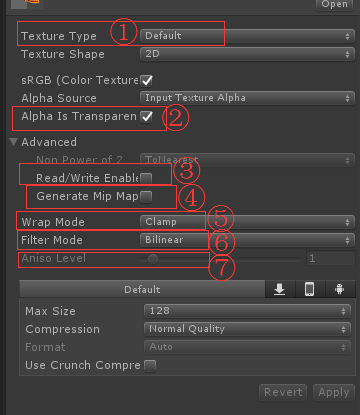 Open
Texture Type ① Default
Texture Shape 2D
sRGB (Color Texture
Alpha Source Input Texture Alpha
Alpha Is Transparen ②
Advanced
Non Power of 2 ToNearest
Read/Write Enable ③
Generate Mip Map ④
Wrap Mode Clamp ⑤
Filter Mode Bilinear ⑥
Aniso Level ⑦ 1
Default
Max Size 128
Compression Normal Quality
Format Auto
Use Crunch Compre
Revert Apply